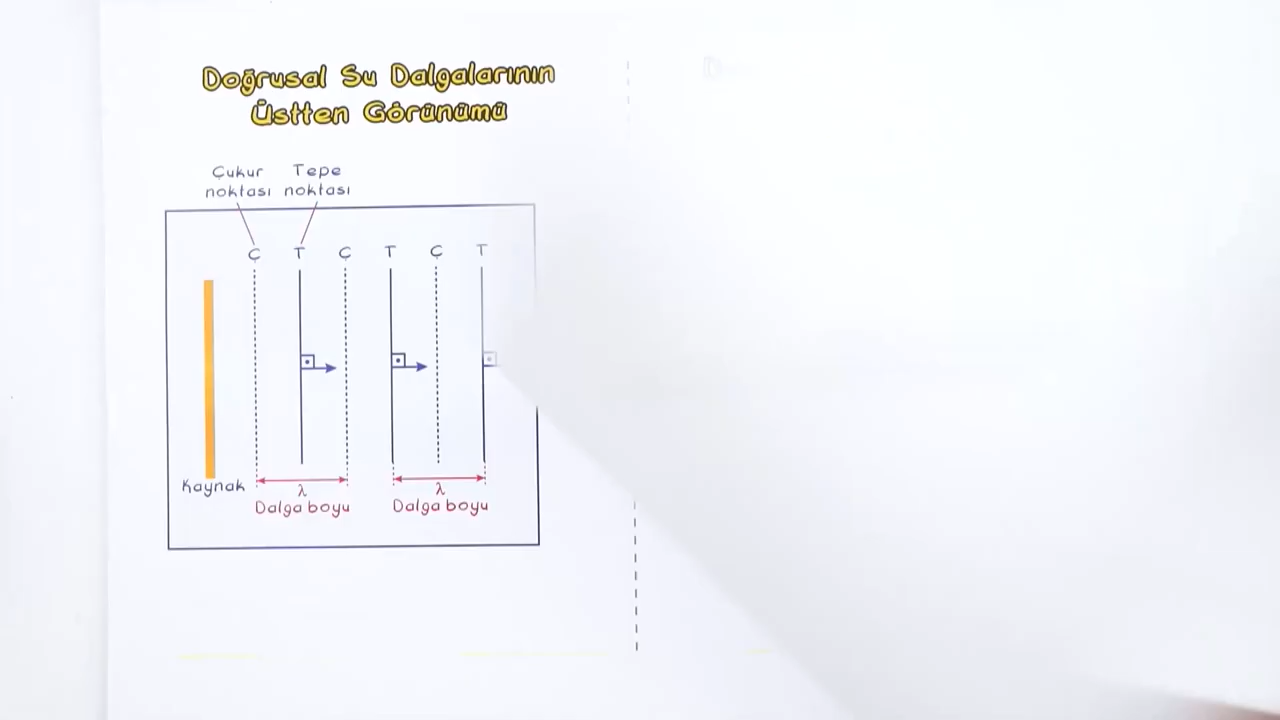 Doğrusal Su Dalgalarının
Üstten Görünümü
Çukur noktası
Tepe noktası
Ç T Ç T Ç T
Kaynak
λ λ
Dalga boyu Dalga boyu